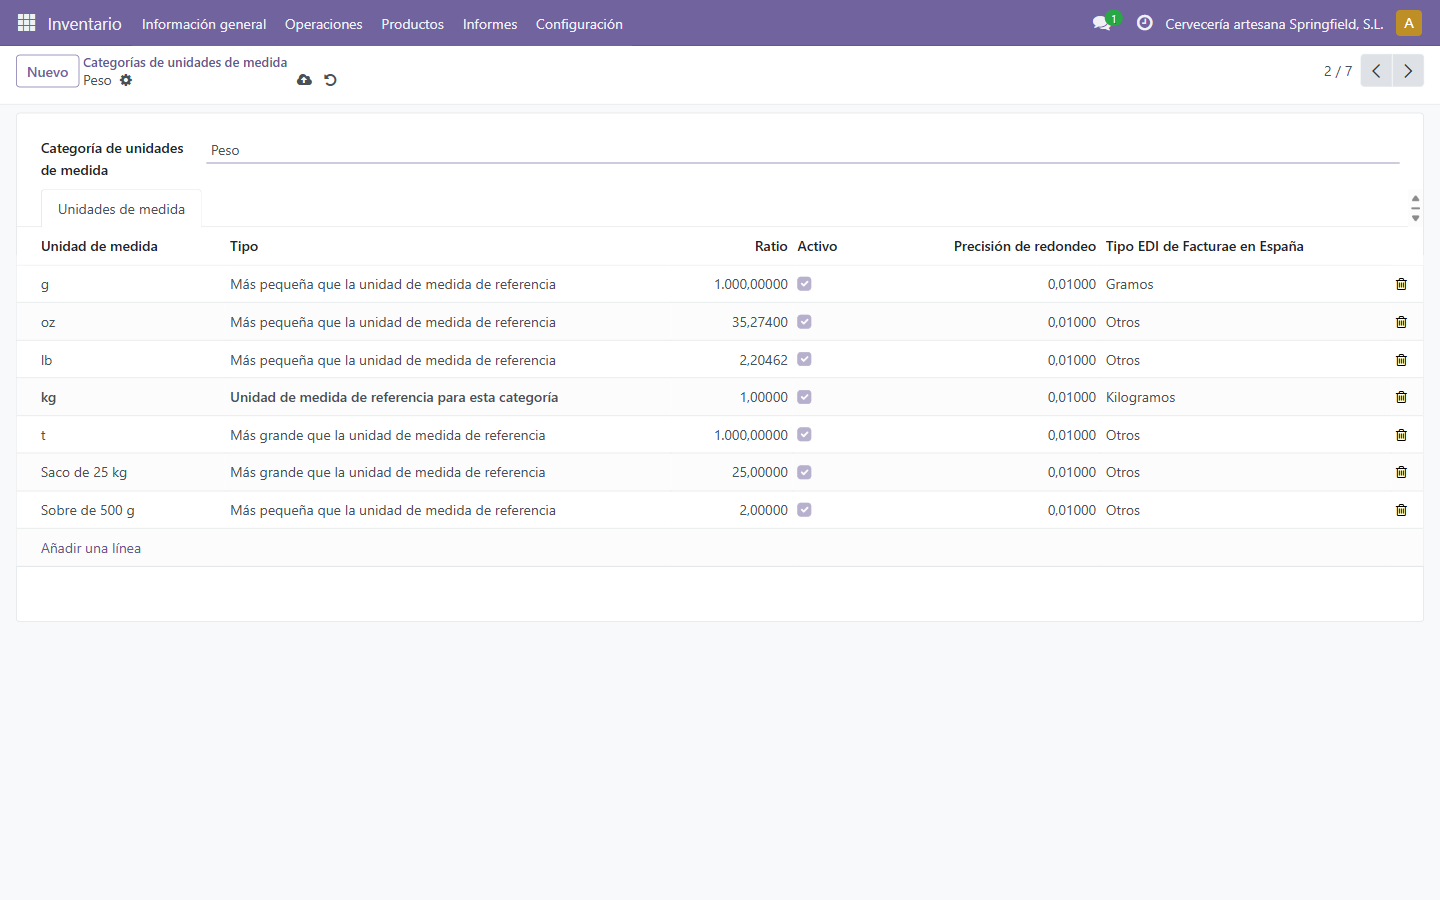 Inventario Información general Operaciones Productos Informes Configuración 1 Cervecería artesana Springfield, S.L. A
Nuevo Categorías de unidades de medida
Peso
2 / 7
Categoría de unidades de medida Peso
Unidades de medida
Unidad de medida Tipo Ratio Activo Precisión de redondeo Tipo EDI de Facturae en España
g Más pequeña que la unidad de medida de referencia 1.000,00000 0,01000 Gramos
oz Más pequeña que la unidad de medida de referencia 35,27400 0,01000 Otros
lb Más pequeña que la unidad de medida de referencia 2,20462 0,01000 Otros
kg Unidad de medida de referencia para esta categoría 1,00000 0,01000 Kilogramos
t Más grande que la unidad de medida de referencia 1.000,00000 0,01000 Otros
Saco de 25 kg Más grande que la unidad de medida de referencia 25,00000 0,01000 Otros
Sobre de 500 g Más pequeña que la unidad de medida de referencia 2,00000 0,01000 Otros
Añadir una línea